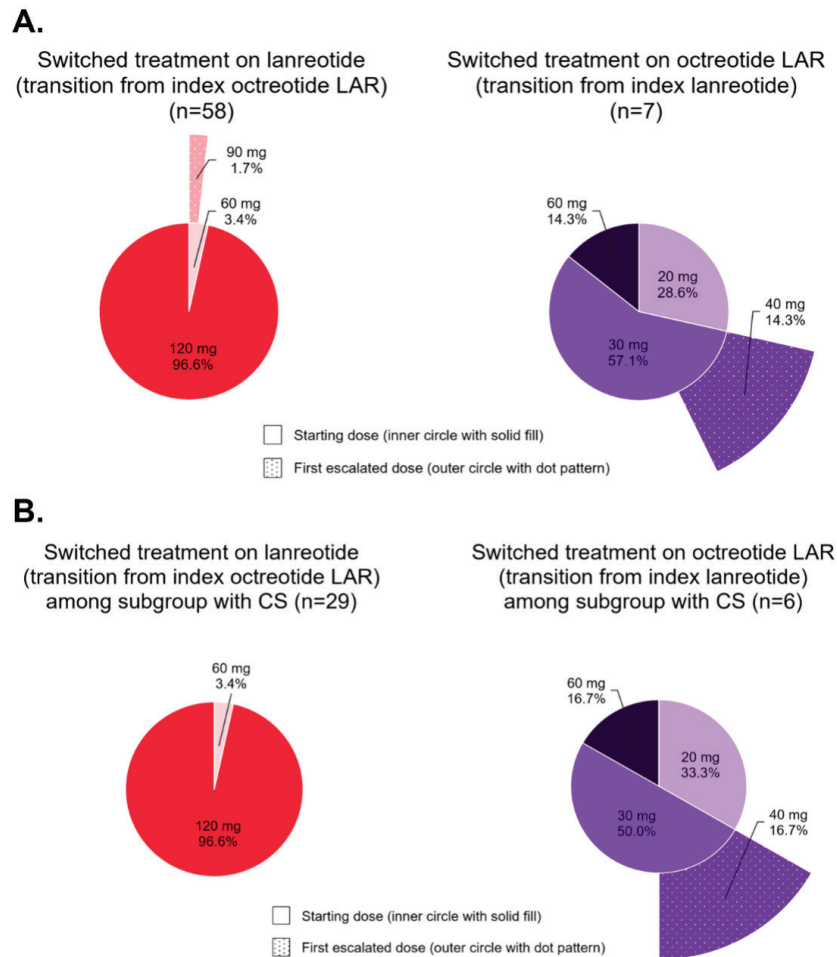 A.
Switched treatment on lanreotide
(transition from index octreotide LAR)
(n=58)
90 mg
1.7%
60 mg
3.4%
120 mg
96.6%
Switched treatment on octreotide LAR
(transition from index lanreotide)
(n=7)
60 mg
14.3%
20 mg
28.6%
40 mg
14.3%
30 mg
57.1%
Starting dose (inner circle with solid fill)
First escalated dose (outer circle with dot pattern)
B.
Switched treatment on lanreotide
(transition from index octreotide LAR)
among subgroup with CS (n=29)
60 mg
3.4%
120 mg
96.6%
Switched treatment on octreotide LAR
(transition from index lanreotide)
among subgroup with CS (n=6)
60 mg
16.7%
20 mg
33.3%
30 mg
50.0%
40 mg
16.7%
Starting dose (inner circle with solid fill)
First escalated dose (outer circle with dot pattern)